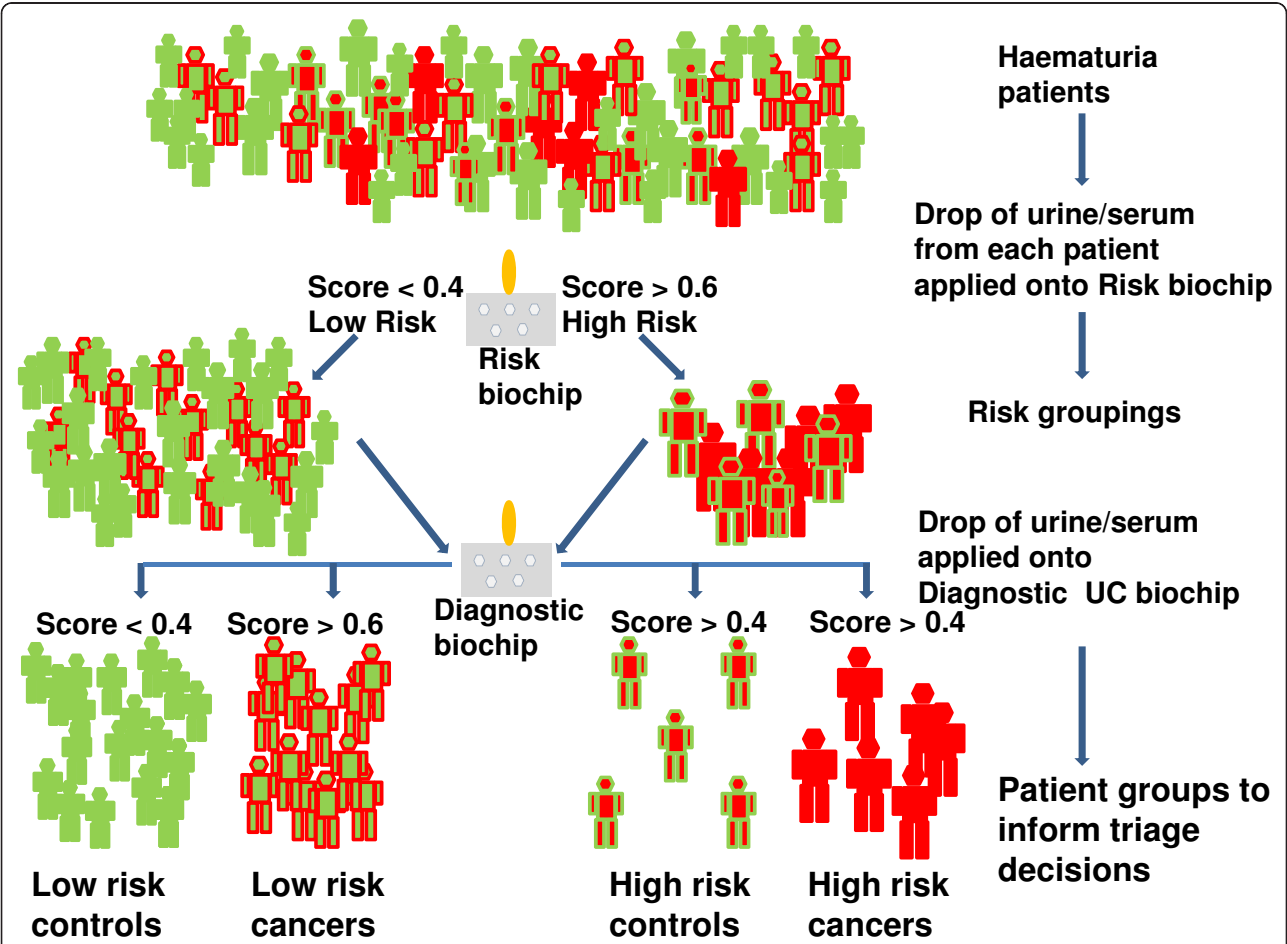 Haematuria
patients
Drop of urine/serum
from each patient
applied onto Risk biochip
Score < 0.4
Low Risk
Score > 0.6
High Risk
Risk
biochip
Risk groupings
Drop of urine/serum
applied onto
Diagnostic UC biochip
Diagnostic
biochip
Score < 0.4
Score > 0.6
Score > 0.4
Score > 0.4
Patient groups to
inform triage
decisions
Low risk
controls
Low risk
cancers
High risk
controls
High risk
cancers